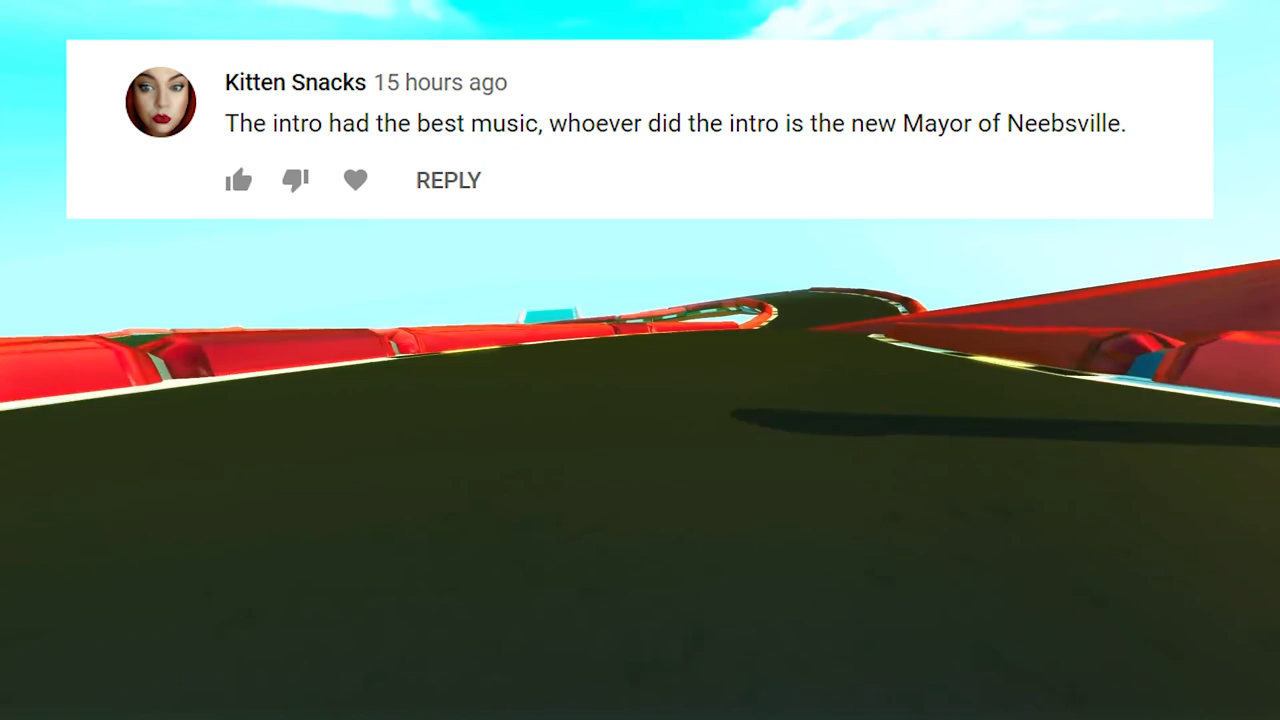 Kitten Snacks 15 hours ago
The intro had the best music, whoever did the intro is the new Mayor of Neebsville.
REPLY